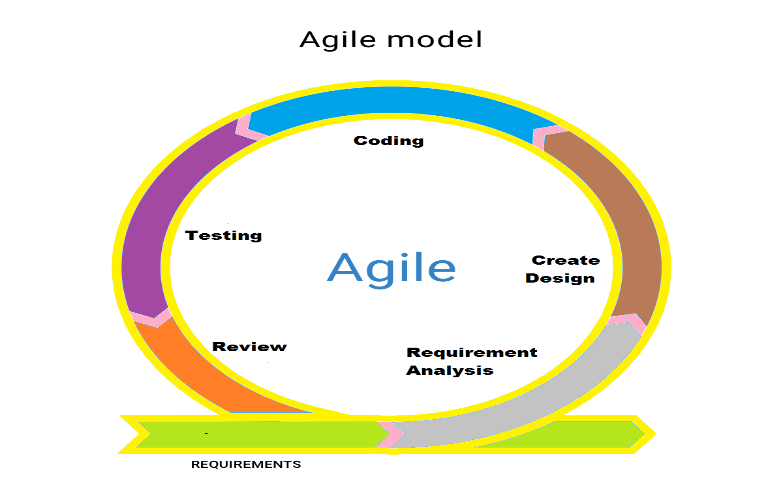 Agile model
Coding
Testing
Agile
Create
Design
Review
Requirement
Analysis
REQUIREMENTS